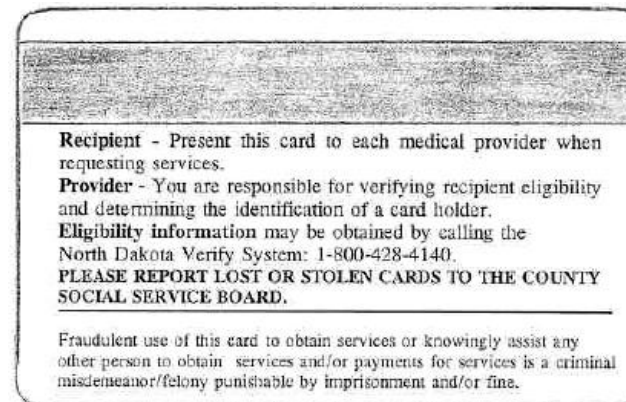 Recipient - Present this card to each medical provider when
requesting services.
Provider - You are responsible for verifying recipient eligibility
and determining the identification of a card holder.
Eligibility information may be obtained by calling the
North Dakota Verify System: 1-800-428-4140.
PLEASE REPORT LOST OR STOLEN CARDS TO THE COUNTY
SOCIAL SERVICE BOARD.
Fraudulent use of this card to obtain services or knowingly assist any
other person to obtain services and/or payments for services is a criminal
misdemeanor/felony punishable by imprisonment and/or fine.